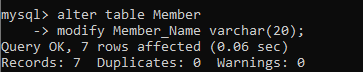 mysql> alter table Member
    -> modify Member_Name varchar(20);
Query OK, 7 rows affected (0.06 sec)
Records: 7  Duplicates: 0  Warnings: 0